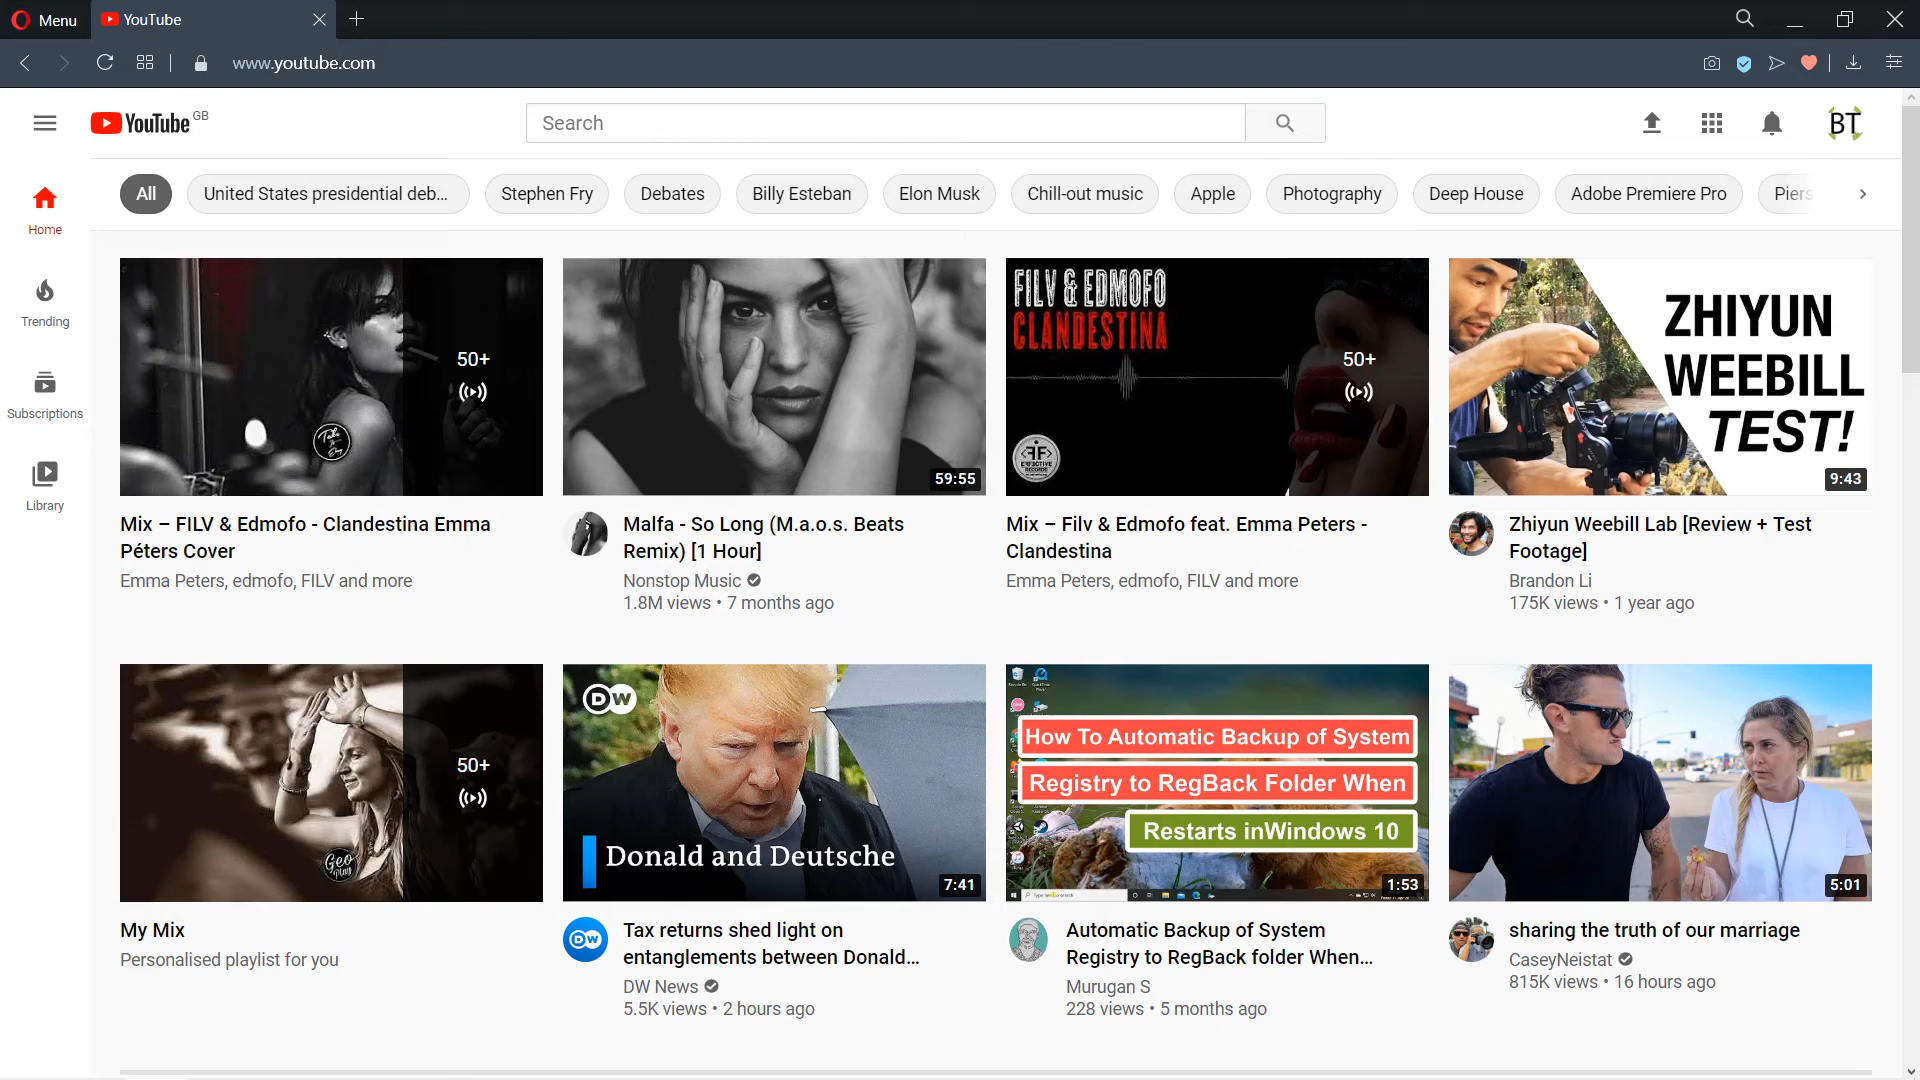 Menu
YouTube
www.youtube.com
YouTube GB
Search
BT
All
United States presidential deb...
Stephen Fry
Debates
Billy Esteban
Elon Musk
Chill-out music
Apple
Photography
Deep House
Adobe Premiere Pro
Piers
Home
Trending
Subscriptions
Library
50+
Take It Easy
59:55
FILV & EDMOFO
CLANDESTINA
50+
EFFECTIVE
RECORDS
ZHIYUN
WEEBILL
TEST!
9:43
Mix – FILV & Edmofo - Clandestina Emma
Péters Cover
Emma Peters, edmofo, FILV and more
Malfa - So Long (M.a.o.s. Beats
Remix) [1 Hour]
Nonstop Music
1.8M views • 7 months ago
Mix – Filv & Edmofo feat. Emma Peters -
Clandestina
Emma Peters, edmofo, FILV and more
Zhiyun Weebill Lab [Review + Test
Footage]
Brandon Li
175K views • 1 year ago
50+
Geo
Play
DW
Donald and Deutsche
7:41
How To Automatic Backup of System
Registry to RegBack Folder When
Restarts inWindows 10
1:53
5:01
My Mix
Personalised playlist for you
DW
Tax returns shed light on
entanglements between Donald...
DW News
5.5K views • 2 hours ago
Automatic Backup of System
Registry to RegBack folder When...
Murugan S
228 views • 5 months ago
sharing the truth of our marriage
CaseyNeistat
815K views • 16 hours ago